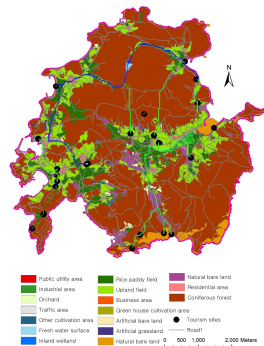 N
Public utility area
Industrial area
Orchard
Traffic area
Other cultivation area
Fresh water surface
Inland welland
Rice paddy field
Upland field
Business area
Green house cultivation area
Artificial bare land
Artificial grassland
Natural bare land
Natural bare land
Residential area
Coniferous forest
Tourism sites
Road1
0 500 1,000 2,000 Meters